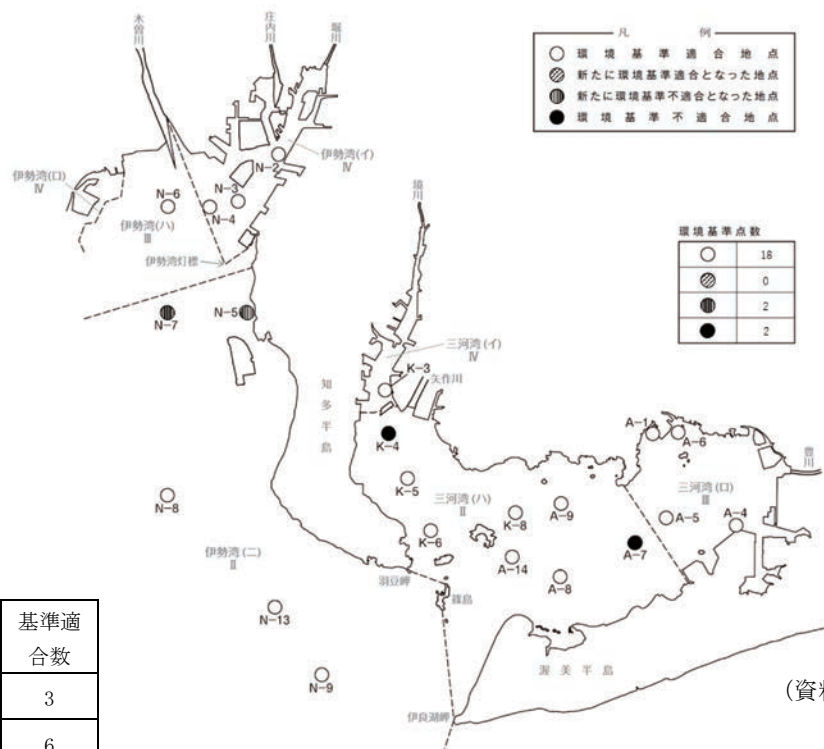 木曽川
庄内川
堀川
凡例
環境基準適合地点
新たに環境基準適合となった地点
新たに環境基準不適合となった地点
環境基準不適合地点
伊勢湾(イ)
Ⅳ
N-2
伊勢湾(ロ)
Ⅳ
N-6
N-3
N-4
境川
伊勢湾(ハ)
Ⅲ
伊勢湾灯標
環境基準点数
18
0
2
2
N-7
N-5
三河湾(イ)
Ⅳ
K-3
矢作川
知多半島
K-4
A-1
A-6
豊川
K-5
三河湾(ハ)
Ⅱ
三河湾(ロ)
Ⅲ
N-8
K-8
A-9
A-5
A-4
K-6
伊勢湾(ニ)
Ⅱ
A-14
A-7
羽豆岬
A-8
篠島
基準適
合数
3
6
N-13
N-9
渥美半島
伊良湖岬
(資料